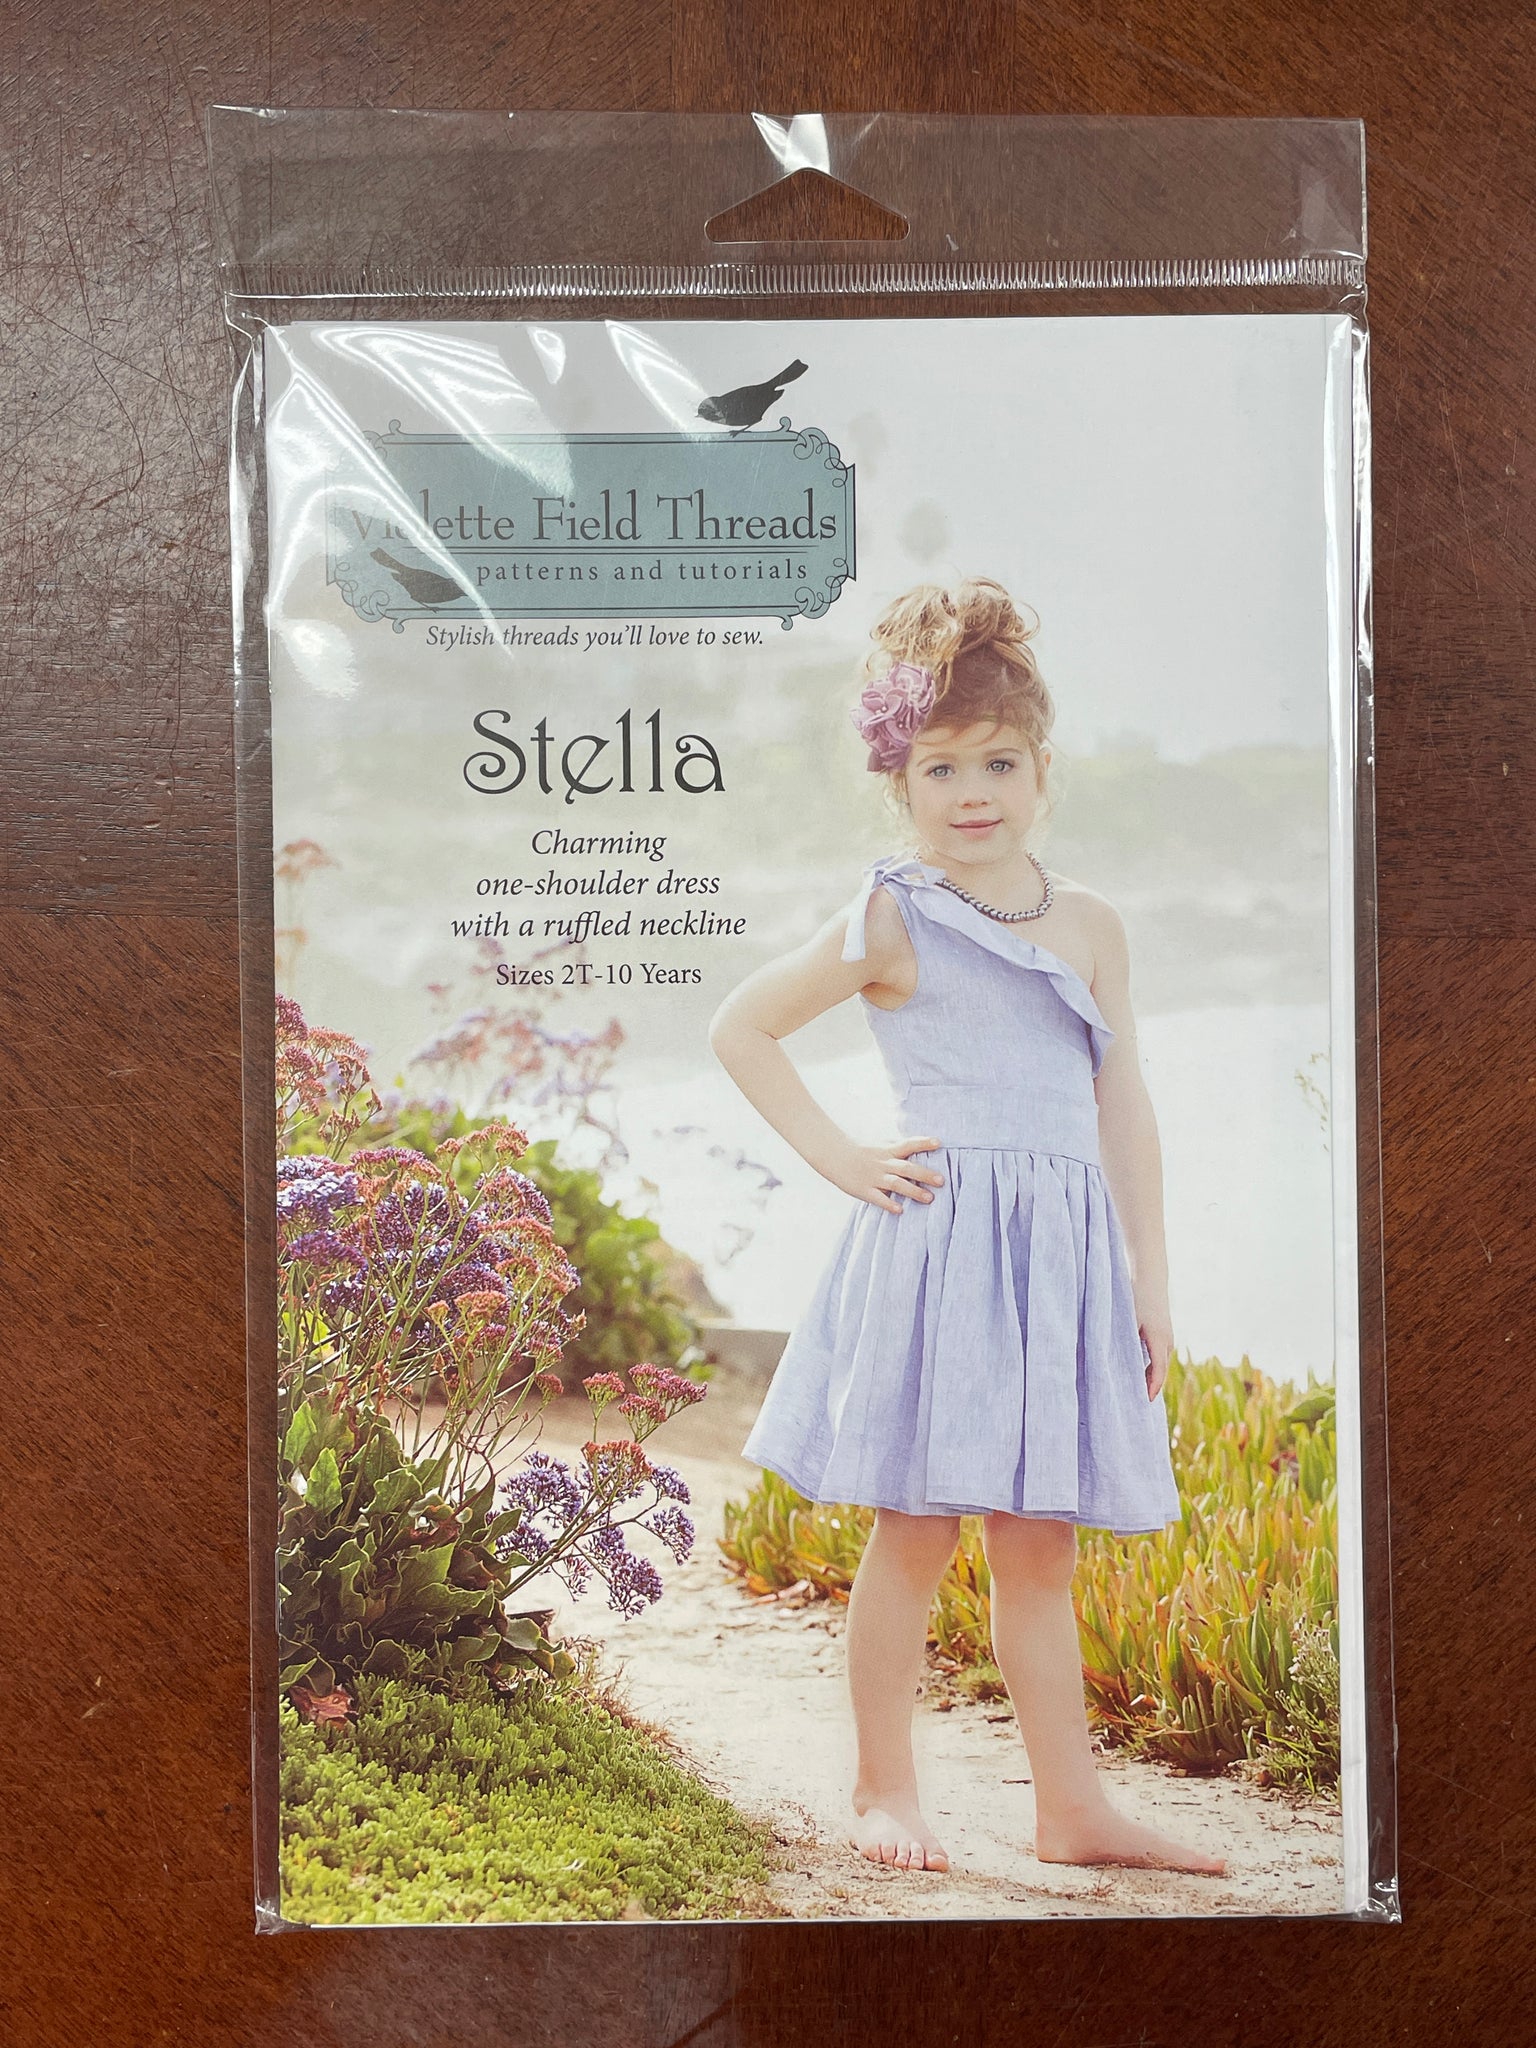 Violette Field Threads
patterns and tutorials
Stylish threads you'll love to sew.
Stella
Charming
one-shoulder dress
with a ruffled neckline
Sizes 2T-10 Years